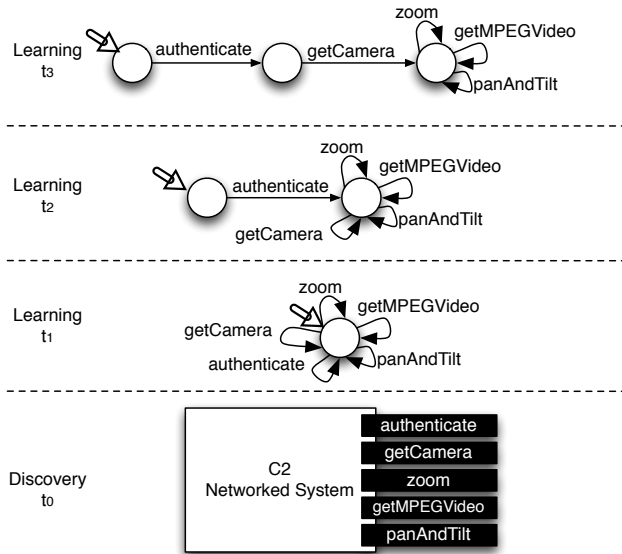 Learning
t3
authenticate
getCamera
zoom
getMPEGVideo
panAndTilt
Learning
t2
authenticate
zoom
getMPEGVideo
panAndTilt
getCamera
Learning
t1
zoom
getMPEGVideo
getCamera
panAndTilt
authenticate
Discovery
t0
C2
Networked System
authenticate
getCamera
zoom
getMPEGVideo
panAndTilt